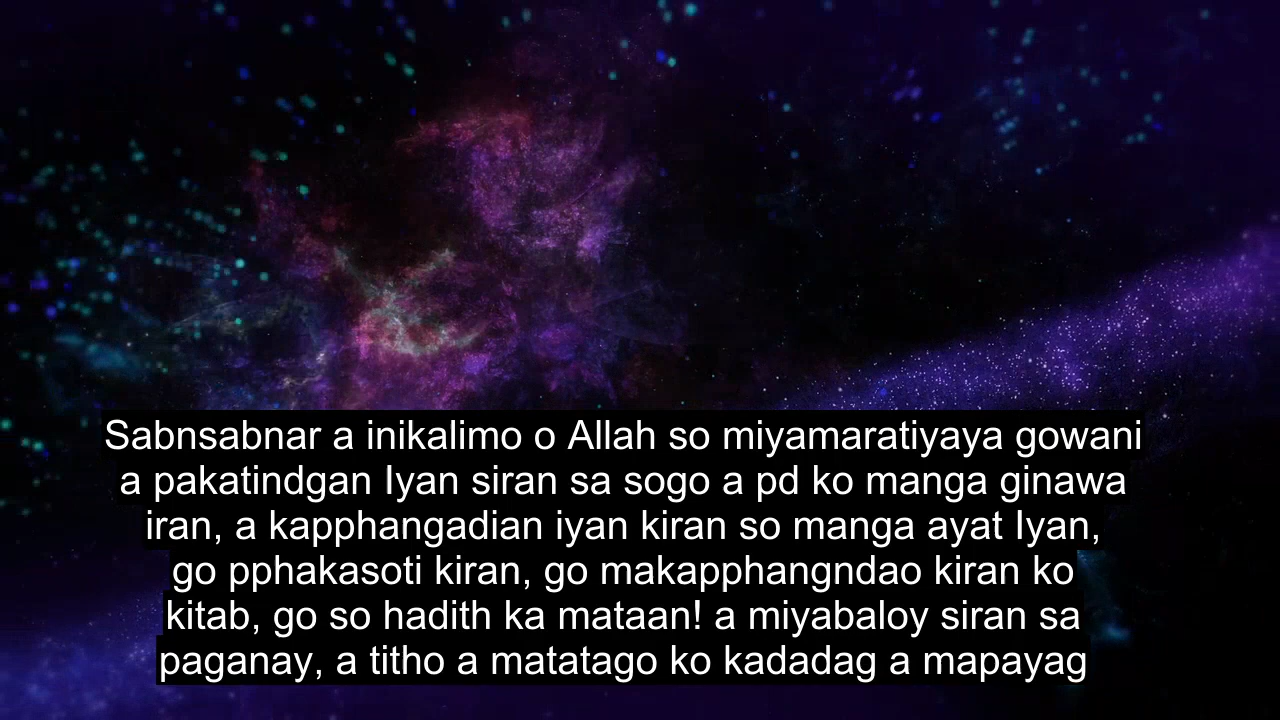 Sabnsabnar a inikalimo o Allah so miyamaratiyaya gowani
a pakatindgan Iyan siran sa sogo a pd ko manga ginawa
iran, a kapphangadian iyan kiran so manga ayat Iyan,
go pphakasoti kiran, go makapphangndao kiran ko
kitab, go so hadith ka mataan! a miyabaloy siran sa
paganay, a titho a matatago ko kadadag a mapayag